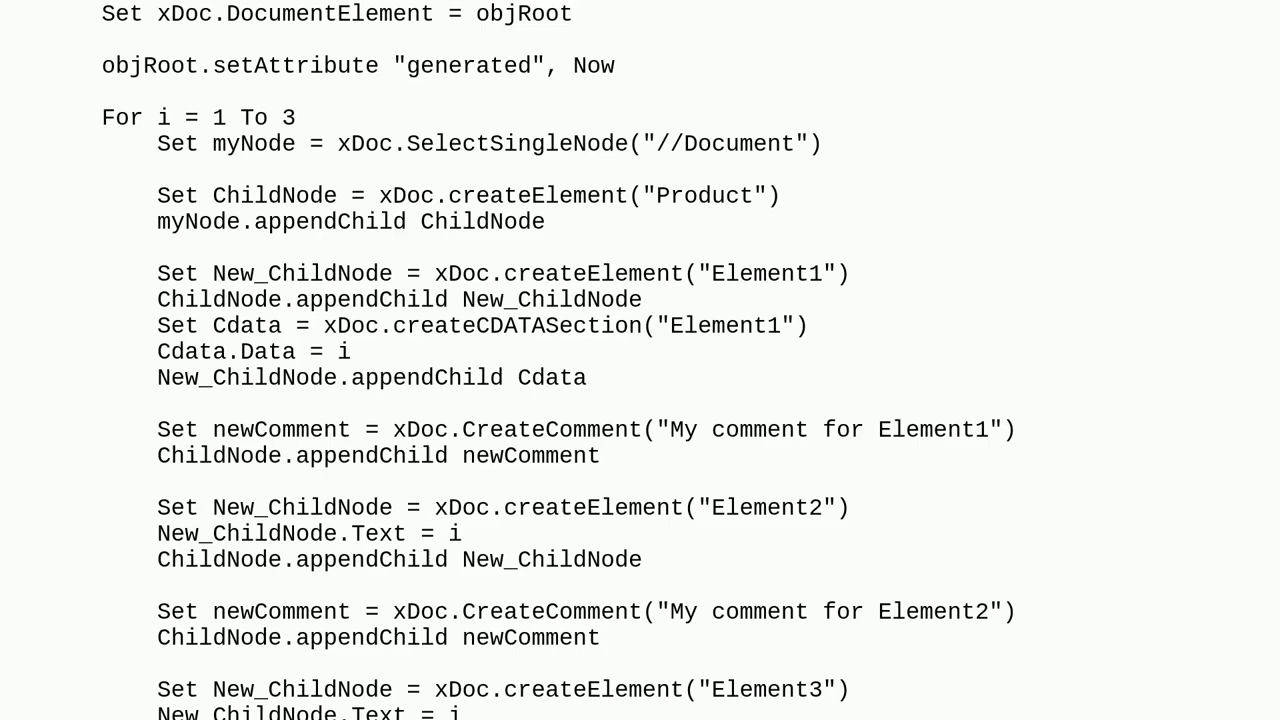 Set xDoc.DocumentElement = objRoot
objRoot.setAttribute "generated", Now
For i = 1 To 3
Set myNode = xDoc.SelectSingleNode("//Document")
Set ChildNode = xDoc.createElement("Product")
myNode.appendChild ChildNode
Set New_ChildNode = xDoc.createElement("Element1")
ChildNode.appendChild New_ChildNode
Set Cdata = xDoc.createCDATASection("Element1")
Cdata.Data = i
New_ChildNode.appendChild Cdata
Set newComment = xDoc.CreateComment("My comment for Element1")
ChildNode.appendChild newComment
Set New_ChildNode = xDoc.createElement("Element2")
New_ChildNode.Text = i
ChildNode.appendChild New_ChildNode
Set newComment = xDoc.CreateComment("My comment for Element2")
ChildNode.appendChild newComment
Set New_ChildNode = xDoc.createElement("Element3")
New_ChildNode.Text = i